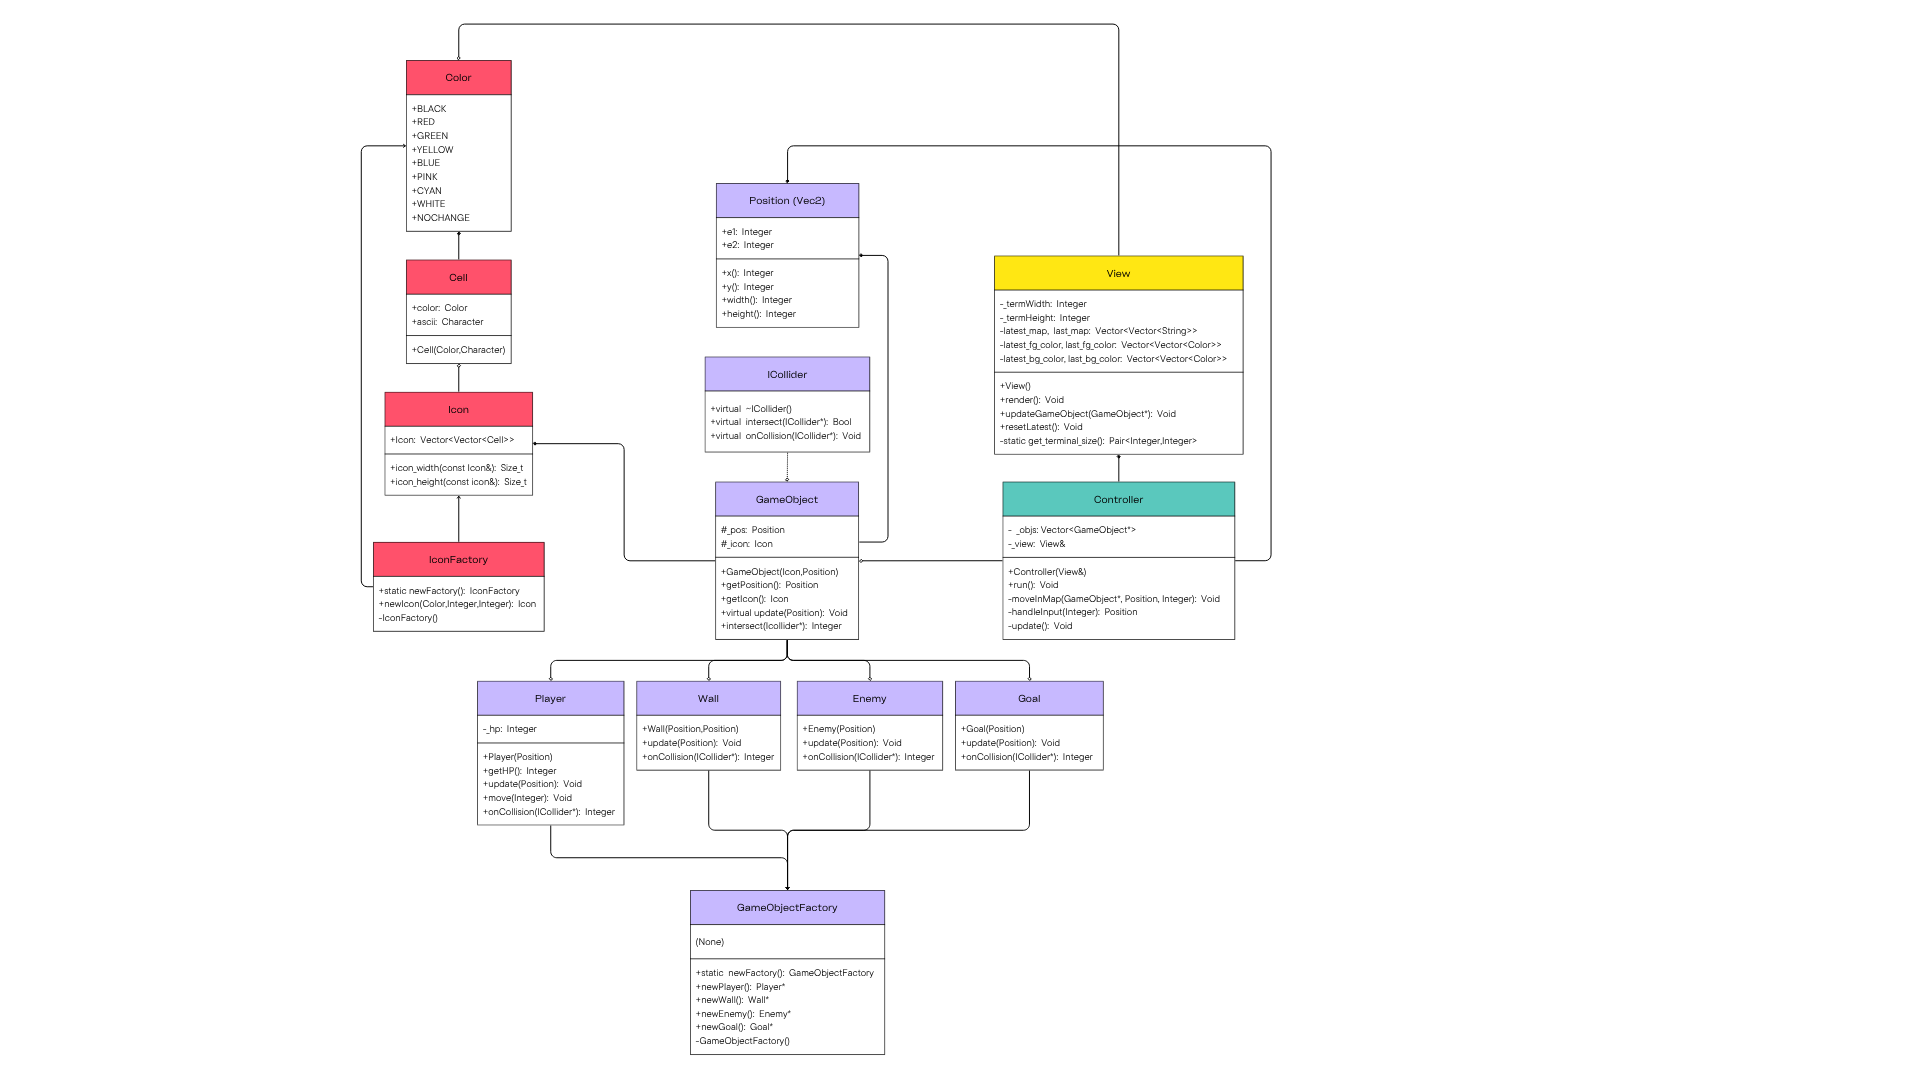 Color
+BLACK
+RED
+GREEN
+YELLOW
+BLUE
+PINK
+CYAN
+WHITE
+NOCHANGE
Cell
+color: Color
+ascii: Character
+Cell(Color,Character)
Icon
+Icon: Vector<Vector<Cell>>
+icon_width(const Icon&): Size_t
+icon_height(const icon&): Size_t
IconFactory
+static newFactory(): IconFactory
+newIcon(Color,Integer,Integer): Icon
-IconFactory()
Position (Vec2)
+e1: Integer
+e2: Integer
+x(): Integer
+y(): Integer
+width(): Integer
+height(): Integer
ICollider
+virtual ~ICollider()
+virtual intersect(ICollider*): Bool
+virtual onCollision(ICollider*): Void
GameObject
#_pos: Position
#_icon: Icon
+GameObject(Icon,Position)
+getPosition(): Position
+getIcon(): Icon
+virtual update(Position): Void
+intersect(Icollider*): Integer
View
-_termWidth: Integer
-_termHeight: Integer
-latest_map, last_map: Vector<Vector<String>>
-latest_fg_color, last_fg_color: Vector<Vector<Color>>
-latest_bg_color, last_bg_color: Vector<Vector<Color>>
+View()
+render(): Void
+updateGameObject(GameObject*): Void
+resetLatest(): Void
-static get_terminal_size(): Pair<Integer,Integer>
Controller
- _objs: Vector<GameObject*>
-_view: View&
+Controller(View&)
+run(): Void
-moveInMap(GameObject*, Position, Integer): Void
-handleInput(Integer): Position
-update(): Void
Player
-_hp: Integer
+Player(Position)
+getHP(): Integer
+update(Position): Void
+move(Integer): Void
+onCollision(ICollider*): Integer
Wall
+Wall(Position,Position)
+update(Position): Void
+onCollision(ICollider*): Integer
Enemy
+Enemy(Position)
+update(Position): Void
+onCollision(ICollider*): Integer
Goal
+Goal(Position)
+update(Position): Void
+onCollision(ICollider*): Integer
GameObjectFactory
(None)
+static newFactory(): GameObjectFactory
+newPlayer(): Player*
+newWall(): Wall*
+newEnemy(): Enemy*
+newGoal(): Goal*
-GameObjectFactory()